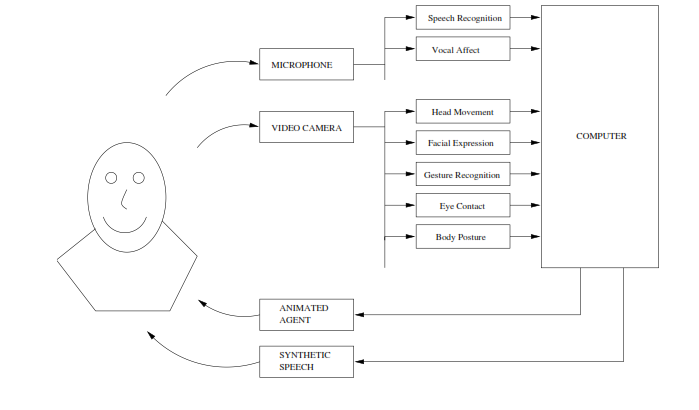 Speech Recognition
Vocal Affect
MICROPHONE
Head Movement
VIDEO CAMERA
COMPUTER
Facial Expression
Gesture Recognition
Eye Contact
Body Posture
ANIMATED
AGENT
SYNTHETIC
SPEECH